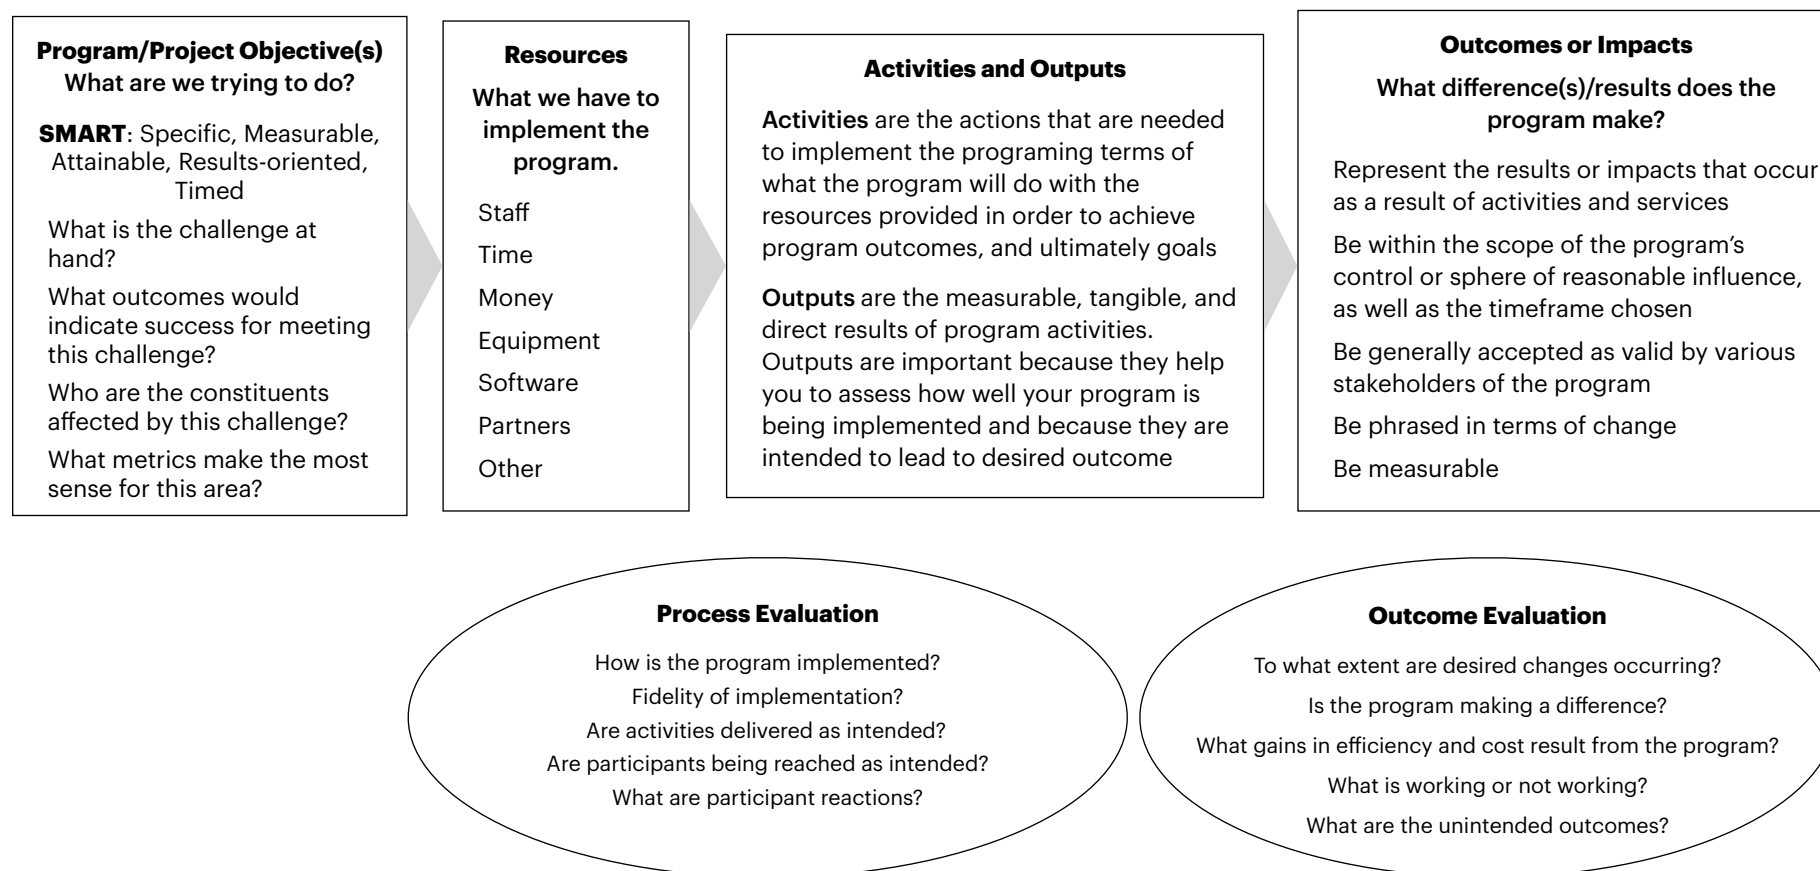 Program/Project Objective(s)
What are we trying to do?
SMART: Specific, Measurable,
Attainable, Results-oriented,
Timed
What is the challenge at
hand?
What outcomes would
indicate success for meeting
this challenge?
Who are the constituents
affected by this challenge?
What metrics make the most
sense for this area?
Resources
What we have to
implement the
program.
Staff
Time
Money
Equipment
Software
Partners
Other
Activities and Outputs
Activities are the actions that are needed
to implement the programing terms of
what the program will do with the
resources provided in order to achieve
program outcomes, and ultimately goals
Outputs are the measurable, tangible, and
direct results of program activities.
Outputs are important because they help
you to assess how well your program is
being implemented and because they are
intended to lead to desired outcome
Outcomes or Impacts
What difference(s)/results does the
program make?
Represent the results or impacts that occur
as a result of activities and services
Be within the scope of the program’s
control or sphere of reasonable influence,
as well as the timeframe chosen
Be generally accepted as valid by various
stakeholders of the program
Be phrased in terms of change
Be measurable
Process Evaluation
How is the program implemented?
Fidelity of implementation?
Are activities delivered as intended?
Are participants being reached as intended?
What are participant reactions?
Outcome Evaluation
To what extent are desired changes occurring?
Is the program making a difference?
What gains in efficiency and cost result from the program?
What is working or not working?
What are the unintended outcomes?